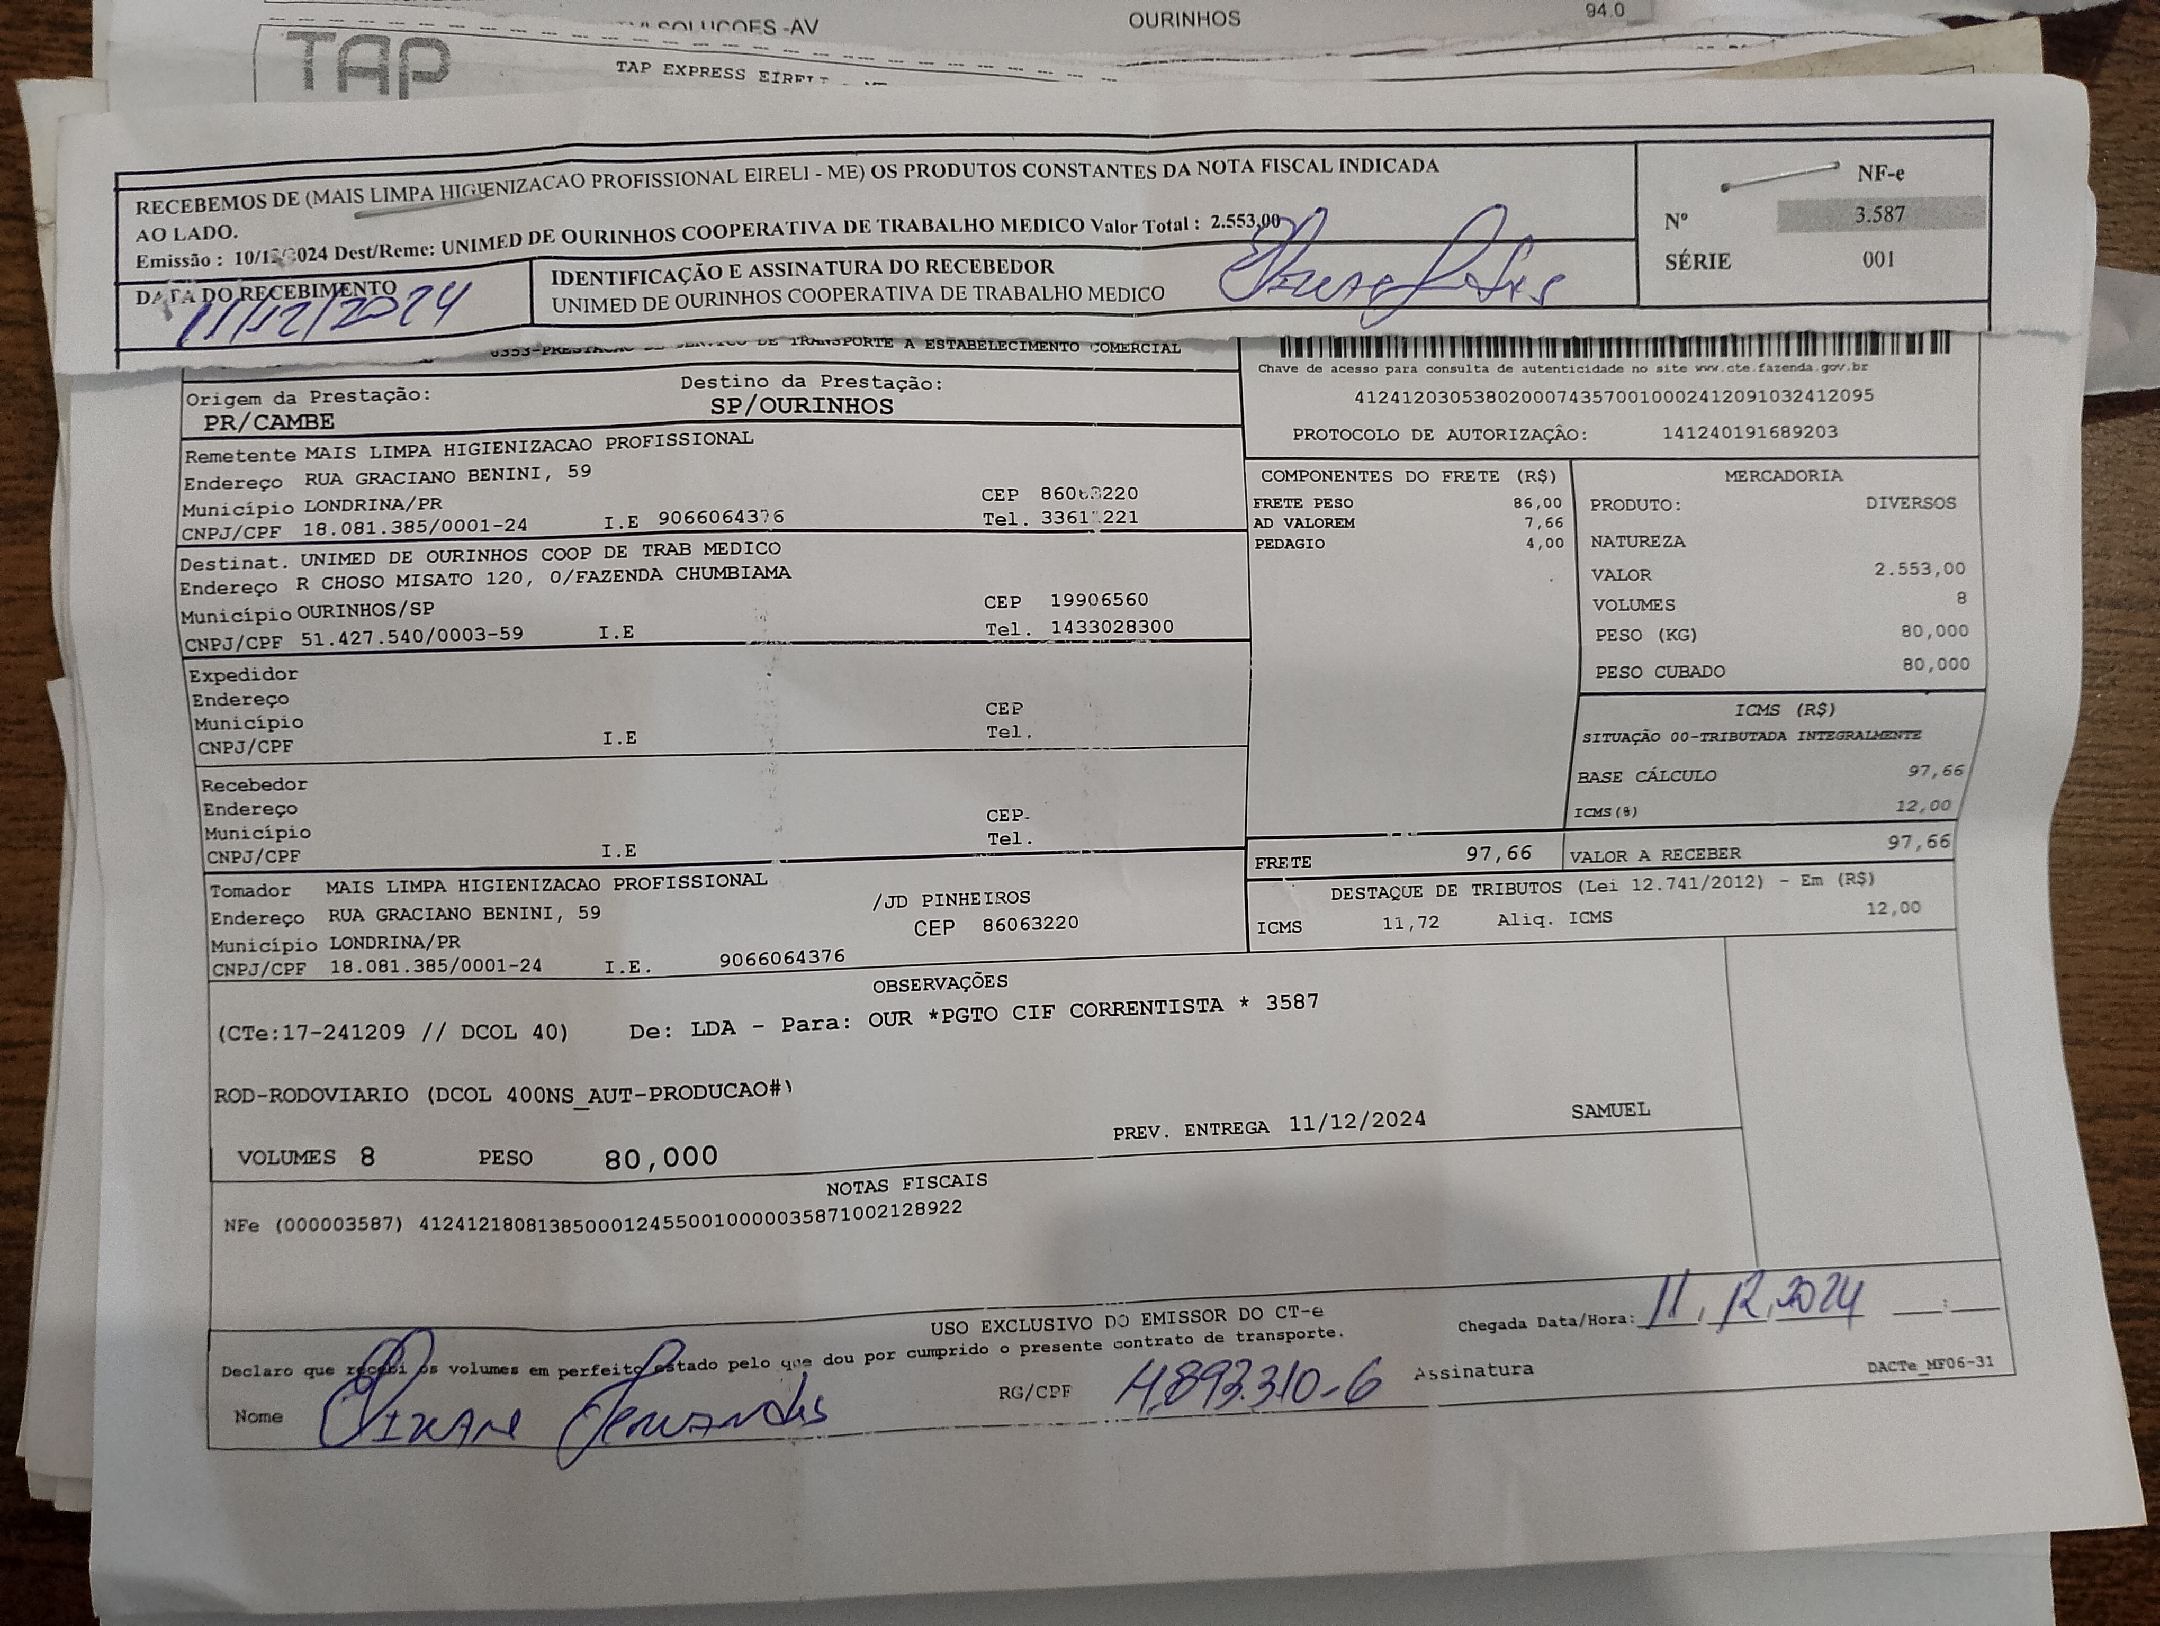 SOLUCOES -AV
OURINHOS
94.0
TAP
TAP EXPRESS EIRELI
RECEBEMOS DE (MAIS LIMPA HIGIENIZACAO PROFISSIONAL EIRELI - ME) OS PRODUTOS CONSTANTES DA NOTA FISCAL INDICADA
AO LADO.
Emissão : 10/12/2024 Dest/Reme: UNIMED DE OURINHOS COOPERATIVA DE TRABALHO MEDICO Valor Total : 2.553,00
NF-e
Nº 3.587
SÉRIE 001
DATA DO RECEBIMENTO
11/12/2024
IDENTIFICAÇÃO E ASSINATURA DO RECEBEDOR
UNIMED DE OURINHOS COOPERATIVA DE TRABALHO MEDICO
DE TRANSPORTE A ESTABELECIMENTO COMERCIAL
Origem da Prestação: Destino da Prestação:
PR/CAMBE SP/OURINHOS
Chave de acesso para consulta de autenticidade no site www.cte.fazenda.gov.br
41241203053802000743570010002412091032412095
PROTOCOLO DE AUTORIZAÇÃO: 141240191689203
Remetente MAIS LIMPA HIGIENIZACAO PROFISSIONAL
Endereço RUA GRACIANO BENINI, 59
Município LONDRINA/PR CEP 86063220
CNPJ/CPF 18.081.385/0001-24 I.E 9066064376 Tel.
Destinat. UNIMED DE OURINHOS COOP DE TRAB MEDICO
Endereço R CHOSO MISATO 120, 0/FAZENDA CHUMBIAMA
Município OURINHOS/SP CEP 19906560
CNPJ/CPF 51.427.540/0003-59 I.E Tel. 1433028300
Expedidor
Endereço
Município CEP
CNPJ/CPF I.E Tel.
Recebedor
Endereço
Município CEP
CNPJ/CPF I.E Tel.
Tomador MAIS LIMPA HIGIENIZACAO PROFISSIONAL
Endereço RUA GRACIANO BENINI, 59 /JD PINHEIROS
Município LONDRINA/PR CEP 86063220
CNPJ/CPF 18.081.385/0001-24 I.E. 9066064376
COMPONENTES DO FRETE (R$)
FRETE PESO 86,00
AD VALOREM 7,66
PEDAGIO 4,00
MERCADORIA
PRODUTO: DIVERSOS
NATUREZA
VALOR 2.553,00
VOLUMES 8
PESO (KG) 80,000
PESO CUBADO 80,000
ICMS (R$)
SITUAÇÃO 00-TRIBUTADA INTEGRALMENTE
BASE CÁLCULO 97,66
ICMS(%) 12,00
FRETE 97,66 VALOR A RECEBER 97,66
DESTAQUE DE TRIBUTOS (Lei 12.741/2012) - Em (R$)
ICMS 11,72 Aliq. ICMS 12,00
OBSERVAÇÕES
(CTe:17-241209 // DCOL 40) De: LDA - Para: OUR *PGTO CIF CORRENTISTA * 3587
ROD-RODOVIARIO (DCOL 400NS_AUT-PRODUCAO#)
VOLUMES 8 PESO 80,000 PREV. ENTREGA 11/12/2024 SAMUEL
NOTAS FISCAIS
NFe (000003587) 41241218081385000124550010000035871002128922
USO EXCLUSIVO DO EMISSOR DO CT-e
Declaro que recebi os volumes em perfeito estado pelo que dou por cumprido o presente contrato de transporte.
Chegada Data/Hora: 11.12.2024 __:__
Nome Fernandes RG/CPF 4.893.310-6 Assinatura
DACTe_MF06-31